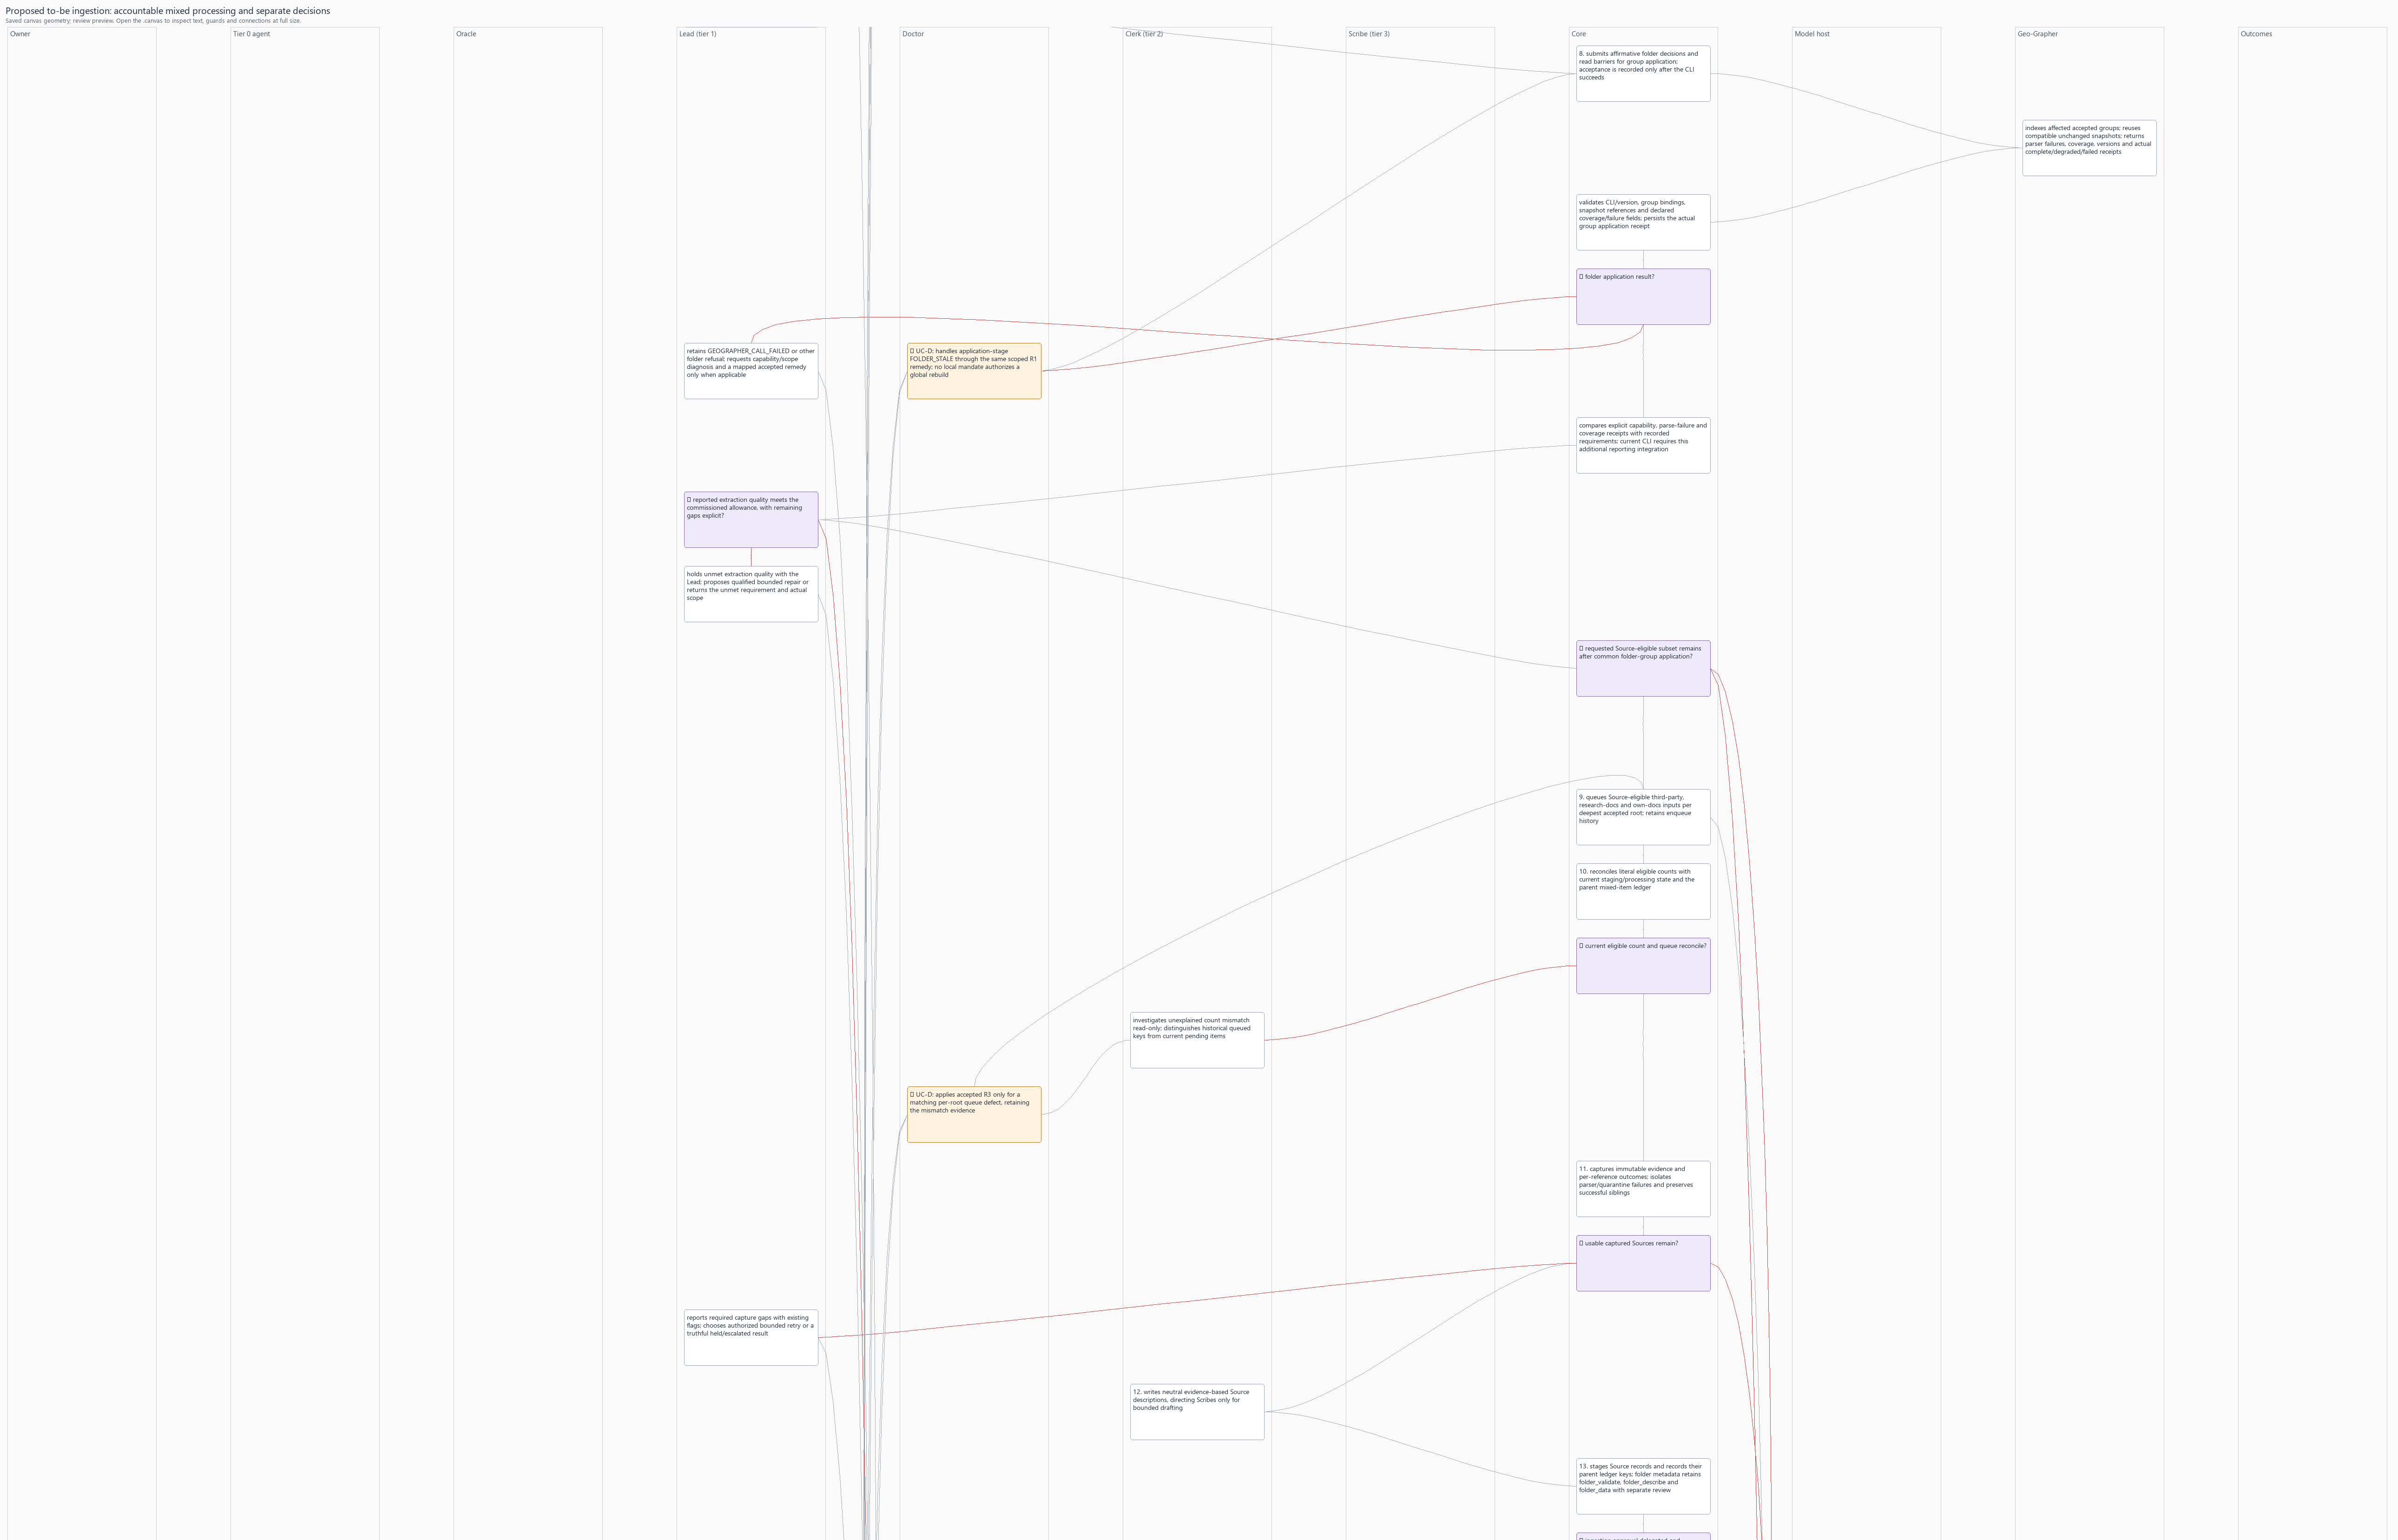 Proposed to-be ingestion: accountable mixed processing and separate decisions
Saved canvas geometry; review preview. Open the .canvas to inspect text, guards and connections at full size.
Owner
Tier 0 agent
Oracle
Lead (tier 1)
Doctor
Clerk (tier 2)
Scribe (tier 3)
Core
Model host
Geo-Grapher
Outcomes
8. submits affirmative folder decisions and
read barriers for group application;
acceptance is recorded only after the CLI
succeeds
indexes affected accepted groups; reuses
compatible unchanged snapshots; returns
parser failures, coverage, versions and actual
complete/degraded/failed receipts
validates CLI/version, group bindings,
snapshot references and declared
coverage/failure fields; persists the actual
group application receipt
folder application result?
retains GEOGRAPHER_CALL_FAILED or other
folder refusal; requests capability/scope
diagnosis and a mapped accepted remedy
only when applicable
UC-D: handles application-stage
FOLDER_STALE through the same scoped R1
remedy; no local mandate authorizes a
global rebuild
compares explicit capability, parse-failure and
coverage receipts with recorded
requirements; current CLI requires this
additional reporting integration
reported extraction quality meets the
commissioned allowance, with remaining
gaps explicit?
holds unmet extraction quality with the
Lead; proposes qualified bounded repair or
returns the unmet requirement and actual
scope
requested Source-eligible subset remains
after common folder-group application?
9. queues Source-eligible third-party,
research-docs and own-docs inputs per
deepest accepted root; retains enqueue
history
10. reconciles literal eligible counts with
current staging/processing state and the
parent mixed-item ledger
current eligible count and queue reconcile?
investigates unexplained count mismatch
read-only; distinguishes historical queued
keys from current pending items
UC-D: applies accepted R3 only for a
matching per-root queue defect, retaining
the mismatch evidence
11. captures immutable evidence and
per-reference outcomes; isolates
parser/quarantine failures and preserves
successful siblings
usable captured Sources remain?
reports required capture gaps with existing
flags; chooses authorized bounded retry or a
truthful held/escalated result
12. writes neutral evidence-based Source
descriptions, directing Scribes only for
bounded drafting
13. stages Source records and records their
parent ledger keys; folder metadata retains
folder_validate, folder_describe and
folder_data with separate review